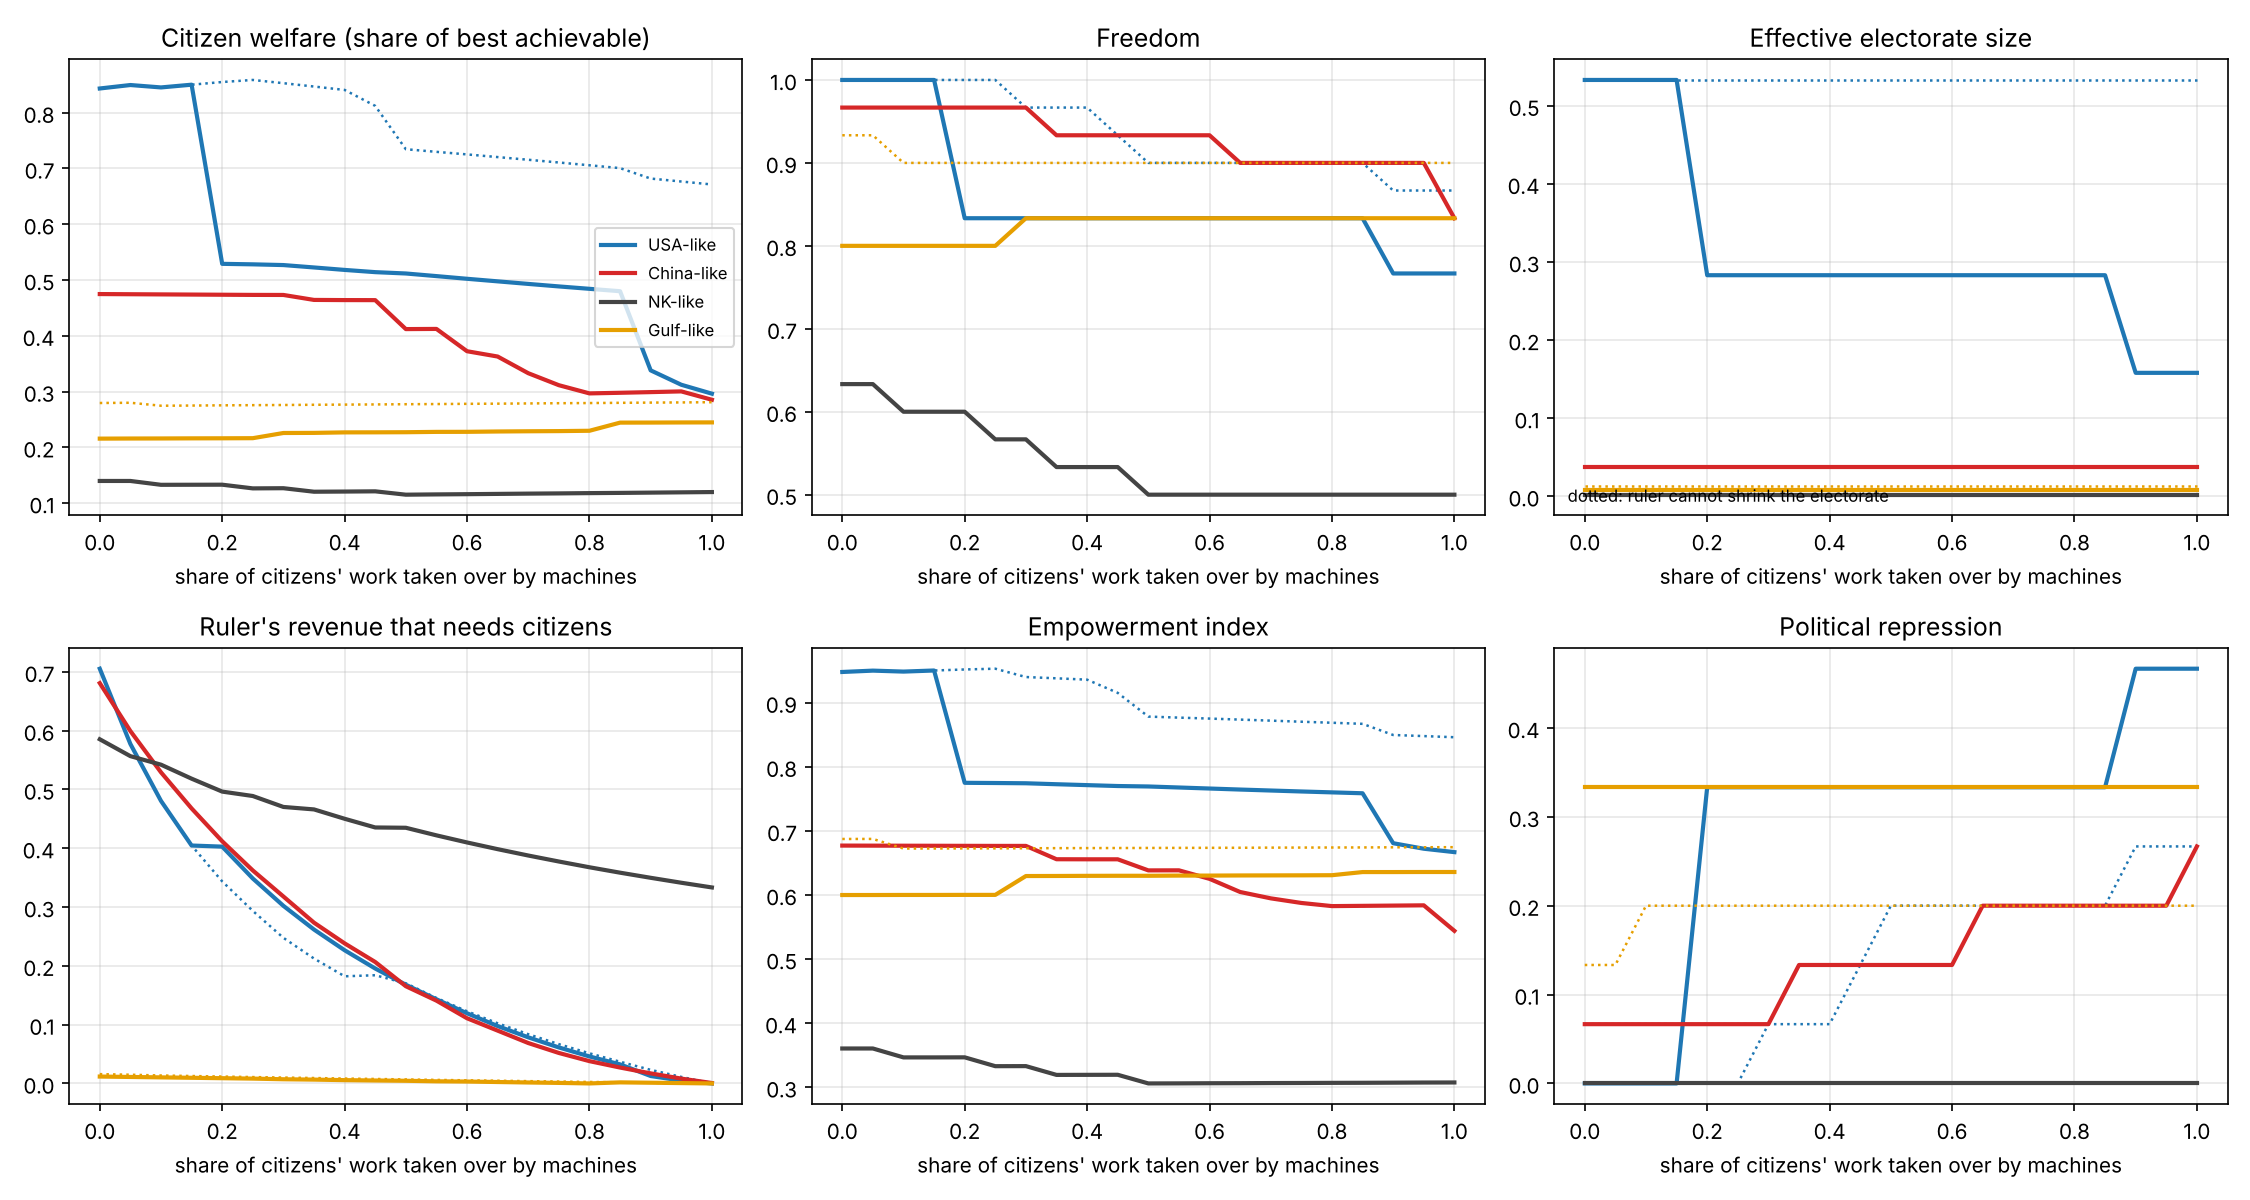 Citizen welfare (share of best achievable)
0.8
0.7
0.6
0.5
0.4
0.3
0.2
0.1
USA-like
China-like
NK-like
Gulf-like
0.0 0.2 0.4 0.6 0.8 1.0
share of citizens' work taken over by machines
Freedom
1.0
0.9
0.8
0.7
0.6
0.5
0.0 0.2 0.4 0.6 0.8 1.0
share of citizens' work taken over by machines
Effective electorate size
0.5
0.4
0.3
0.2
0.1
0.0
dotted: ruler cannot shrink the electorate
0.0 0.2 0.4 0.6 0.8 1.0
share of citizens' work taken over by machines
Ruler's revenue that needs citizens
0.7
0.6
0.5
0.4
0.3
0.2
0.1
0.0
0.0 0.2 0.4 0.6 0.8 1.0
share of citizens' work taken over by machines
Empowerment index
0.9
0.8
0.7
0.6
0.5
0.4
0.3
0.0 0.2 0.4 0.6 0.8 1.0
share of citizens' work taken over by machines
Political repression
0.4
0.3
0.2
0.1
0.0
0.0 0.2 0.4 0.6 0.8 1.0
share of citizens' work taken over by machines